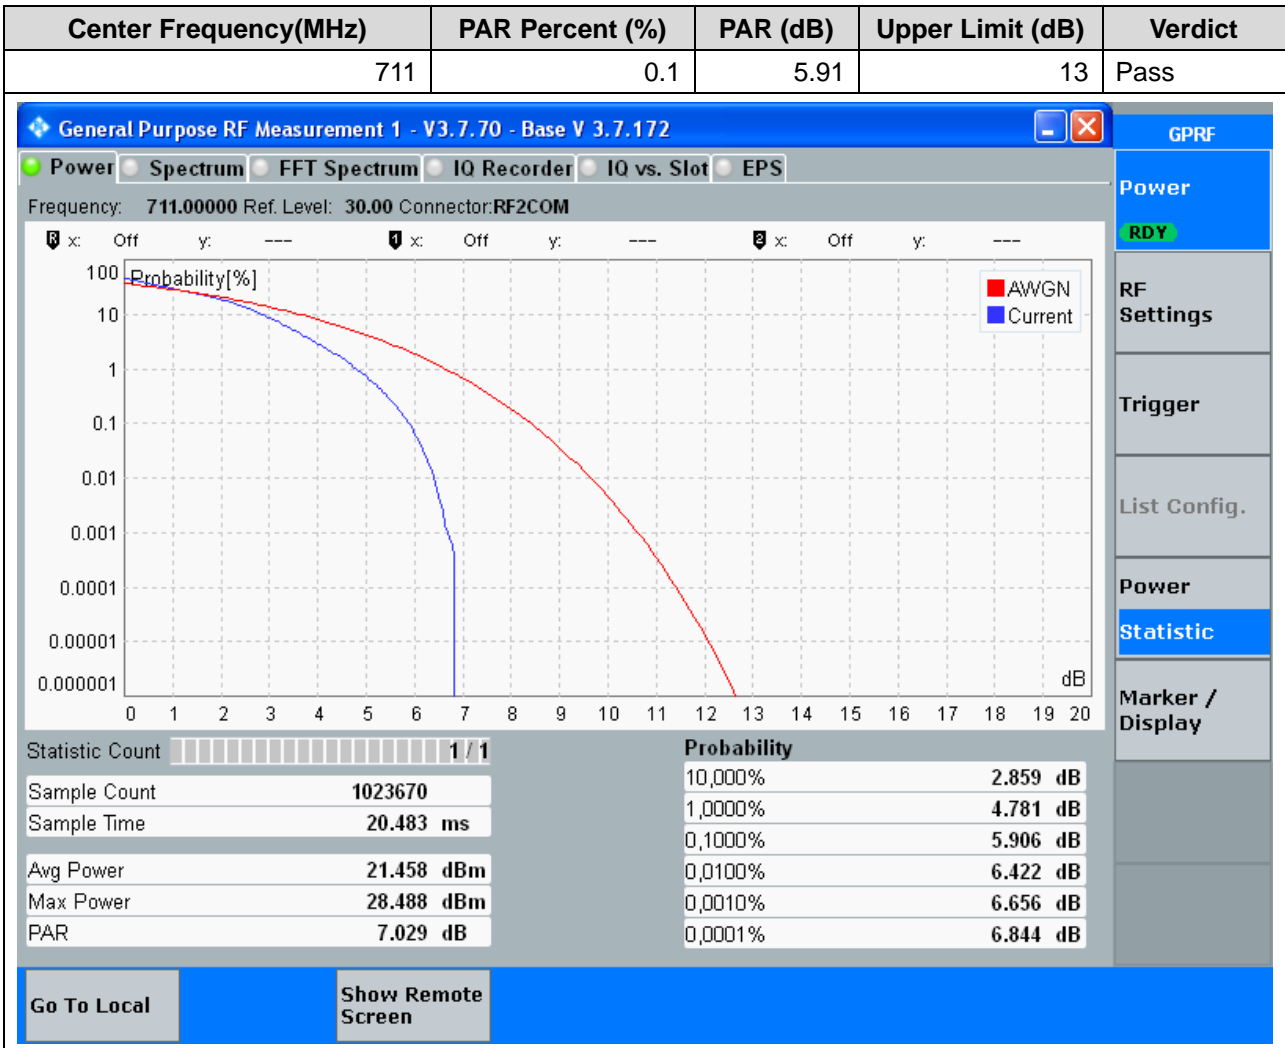 Center Frequency(MHz) PAR Percent (%) PAR (dB) Upper Limit (dB) Verdict
711 0.1 5.91 13 Pass
General Purpose RF Measurement 1 - V3.7.70 - Base V 3.7.172
GPRF
Power Spectrum FFT Spectrum IQ Recorder IQ vs. Slot EPS
Power
RDY
Frequency: 711.00000 Ref. Level: 30.00 Connector:RF2COM
R x: Off y: --- 1 x: Off y: --- 2 x: Off y: ---
Probability[%]
AWGN
Current
100
10
1
0.1
0.01
0.001
0.0001
0.00001
0.000001
dB
0 1 2 3 4 5 6 7 8 9 10 11 12 13 14 15 16 17 18 19 20
RF
Settings
Trigger
List Config.
Power
Statistic
Marker /
Display
Statistic Count 1 / 1
Sample Count 1023670
Sample Time 20.483 ms
Avg Power 21.458 dBm
Max Power 28.488 dBm
PAR 7.029 dB
Probability
10,000% 2.859 dB
1,0000% 4.781 dB
0,1000% 5.906 dB
0,0100% 6.422 dB
0,0010% 6.656 dB
0,0001% 6.844 dB
Go To Local
Show Remote
Screen